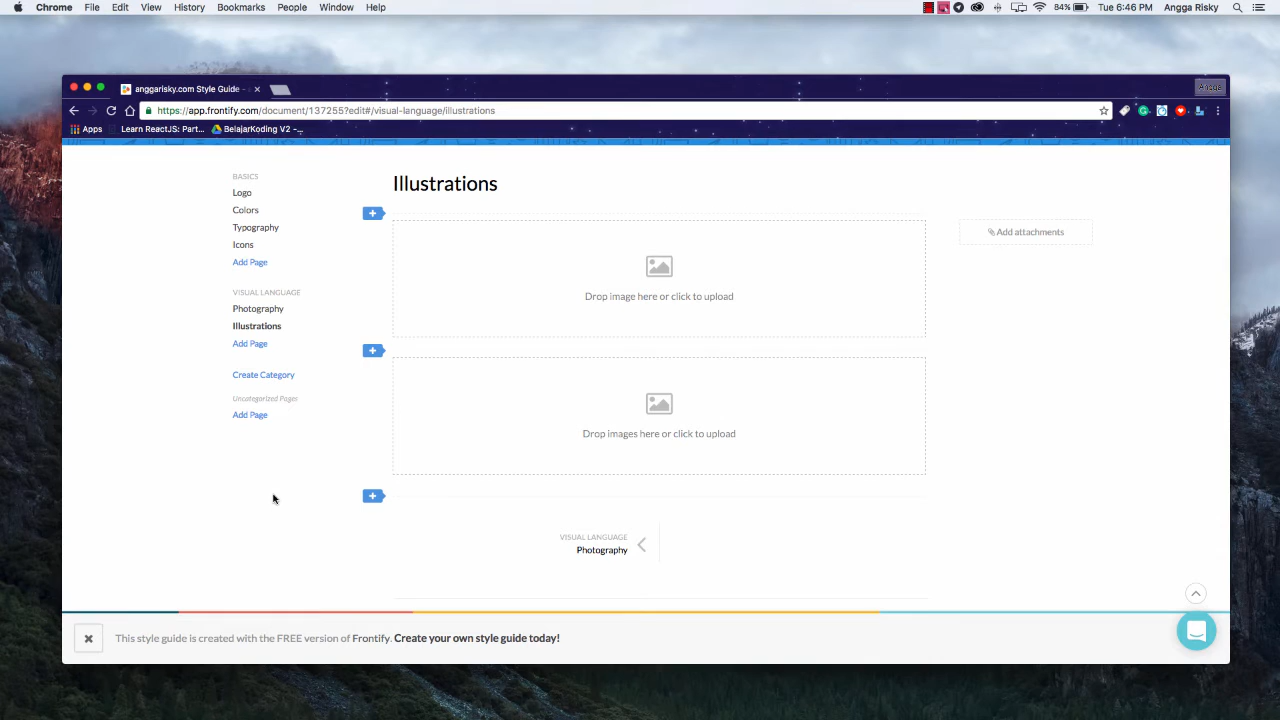 Chrome File Edit View History Bookmarks People Window Help 84% Tue 6:46 PM Angga Risky
anggarisky.com Style Guide - Angga
https://app.frontify.com/document/137255?edit#/visual-language/illustrations
Apps Learn ReactJS: Part... BelajarKoding V2 –...
BASICS
Logo
Colors
Typography
Icons
Add Page
VISUAL LANGUAGE
Photography
Illustrations
Add Page
Create Category
Uncategorized Pages
Add Page
Illustrations
Drop image here or click to upload
Drop images here or click to upload
Add attachments
VISUAL LANGUAGE
Photography
This style guide is created with the FREE version of Frontify. Create your own style guide today!